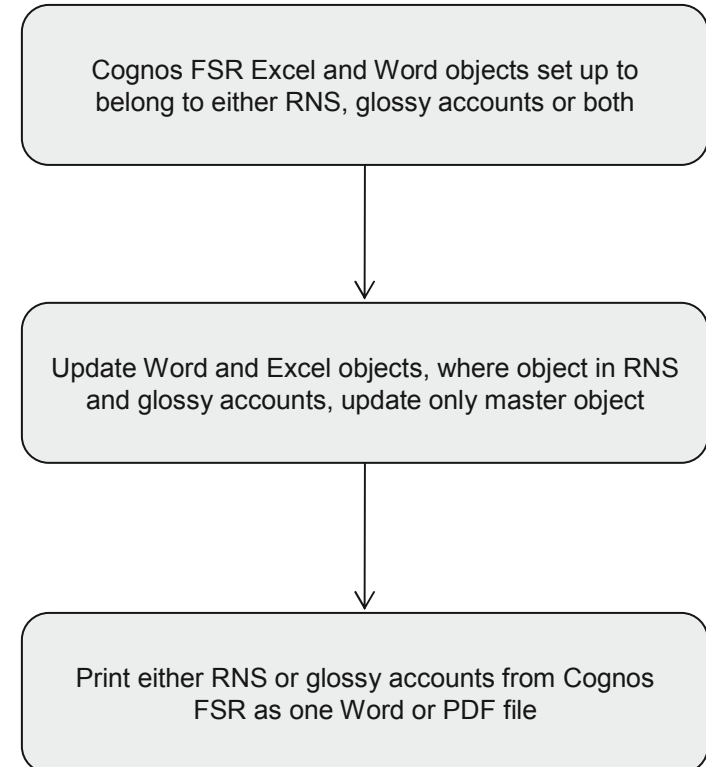 Cognos FSR Excel and Word objects set up to
belong to either RNS, glossy accounts or both
Update Word and Excel objects, where object in RNS
and glossy accounts, update only master object
Print either RNS or glossy accounts from Cognos
FSR as one Word or PDF file